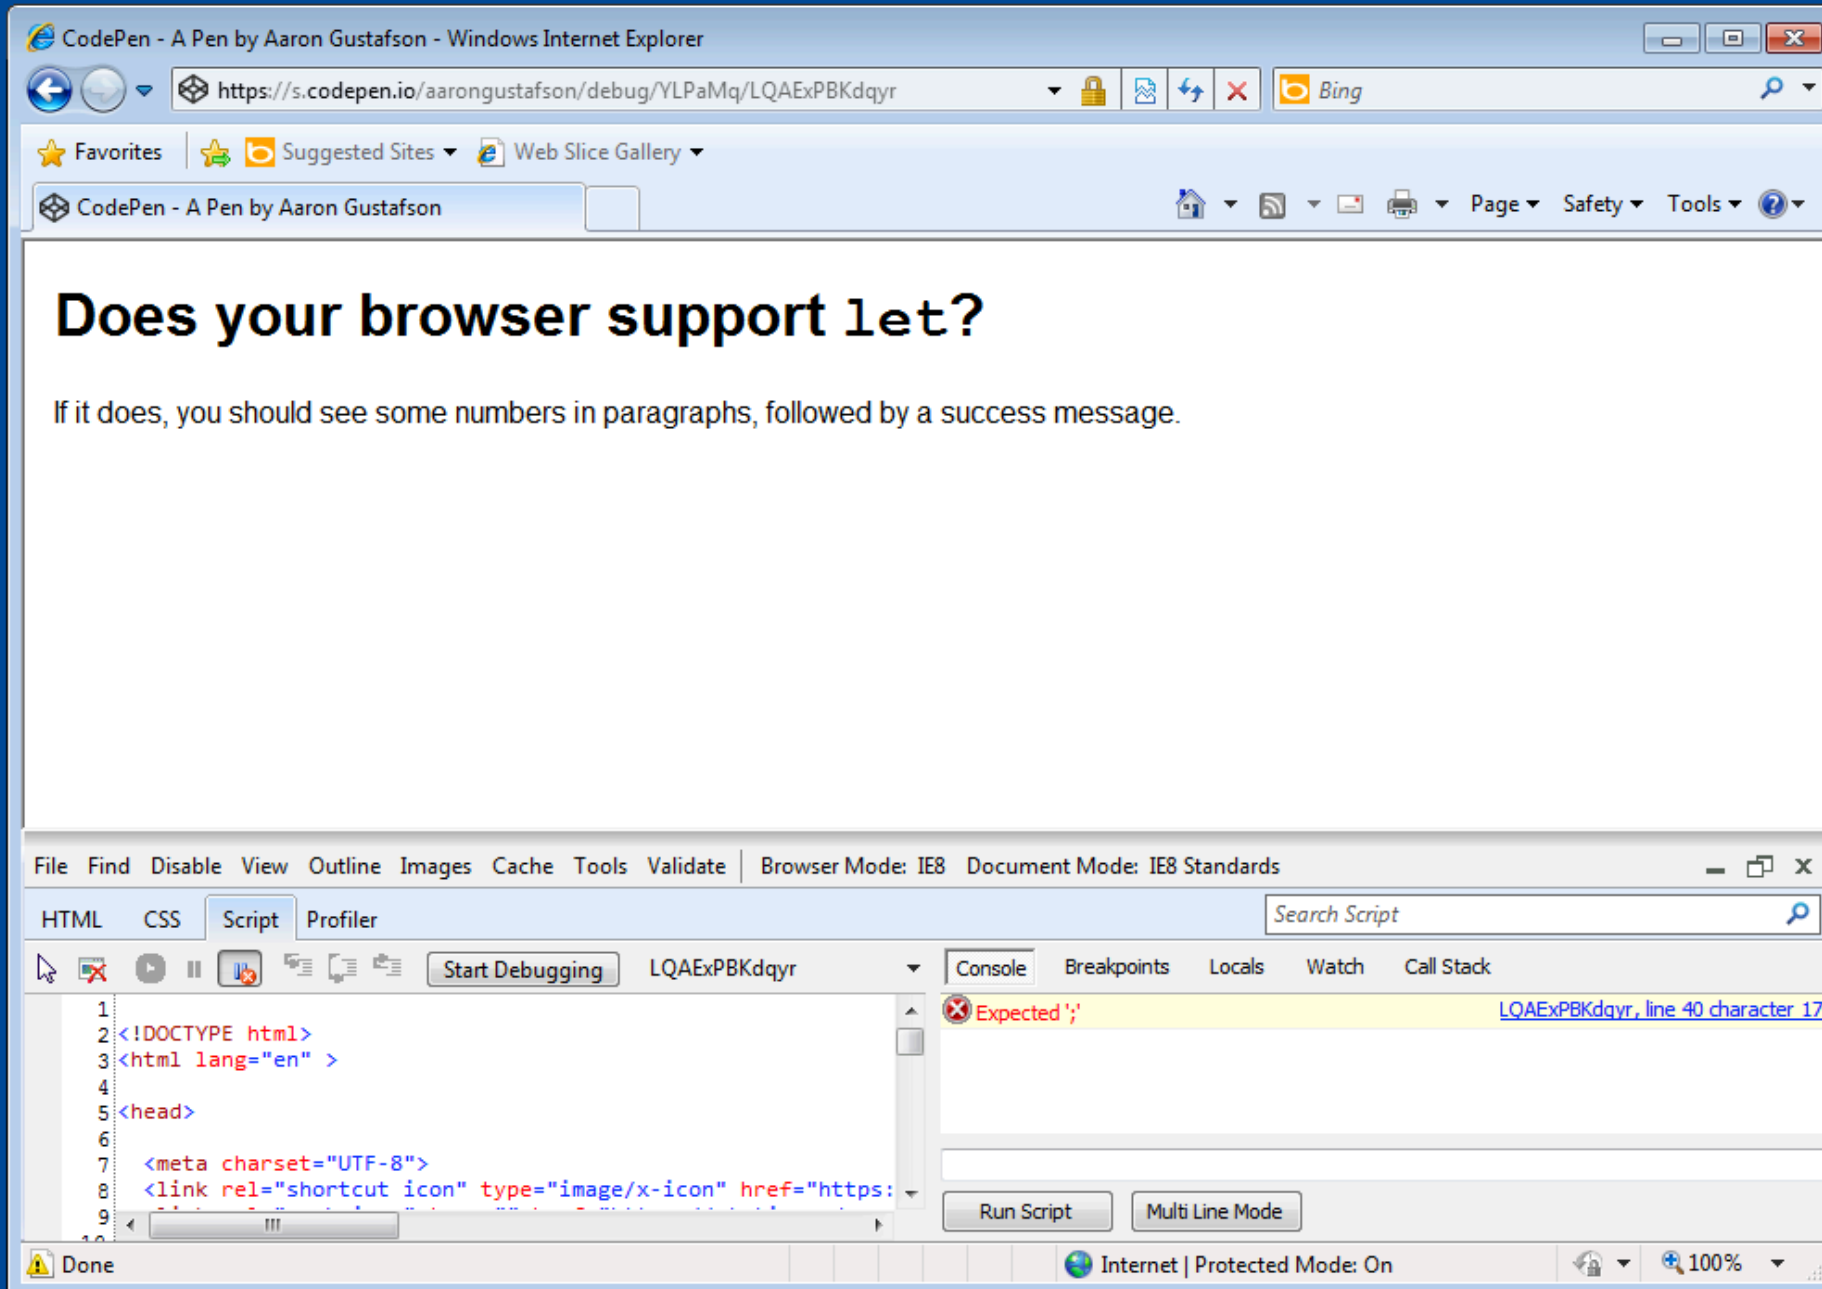 CodePen - A Pen by Aaron Gustafson - Windows Internet Explorer
https://s.codepen.io/aarongustafson/debug/YLPaMq/LQAExPBKdqyr Bing
Favorites Suggested Sites Web Slice Gallery
CodePen - A Pen by Aaron Gustafson Page Safety Tools
Does your browser support let?
If it does, you should see some numbers in paragraphs, followed by a success message.
File Find Disable View Outline Images Cache Tools Validate Browser Mode: IE8 Document Mode: IE8 Standards
HTML CSS Script Profiler Search Script
Start Debugging LQAExPBKdqyr Console Breakpoints Locals Watch Call Stack
1
2 <!DOCTYPE html>
3 <html lang="en" >
4
5 <head>
6
7 <meta charset="UTF-8">
8 <link rel="shortcut icon" type="image/x-icon" href="https:
9
Expected ';' LQAExPBKdqyr, line 40 character 17
Run Script Multi Line Mode
Done Internet | Protected Mode: On 100%